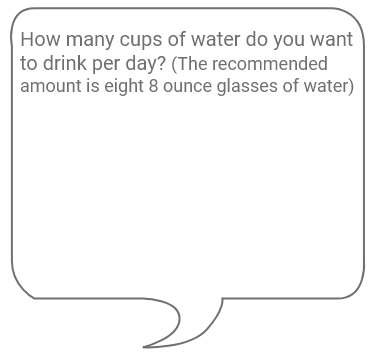 How many cups of water do you want
to drink per day? (The recommended
amount is eight 8 ounce glasses of water)